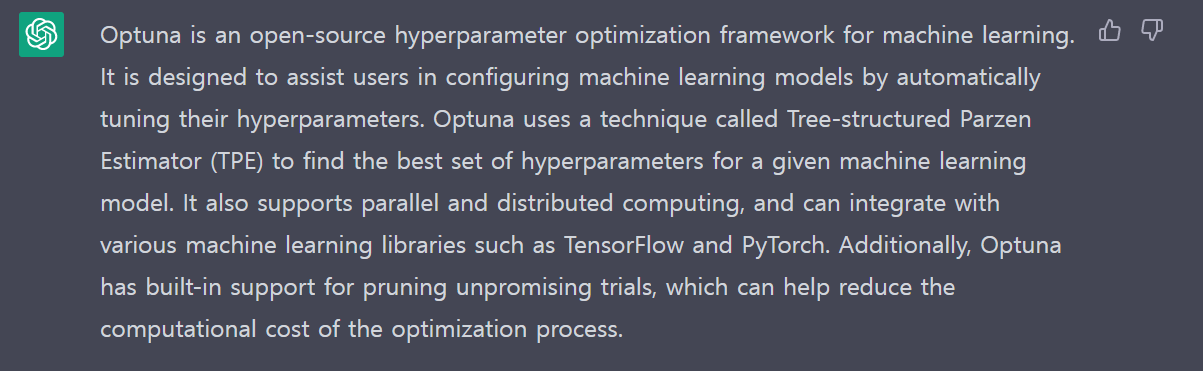 Optuna is an open-source hyperparameter optimization framework for machine learning.
It is designed to assist users in configuring machine learning models by automatically
tuning their hyperparameters. Optuna uses a technique called Tree-structured Parzen
Estimator (TPE) to find the best set of hyperparameters for a given machine learning
model. It also supports parallel and distributed computing, and can integrate with
various machine learning libraries such as TensorFlow and PyTorch. Additionally, Optuna
has built-in support for pruning unpromising trials, which can help reduce the
computational cost of the optimization process.